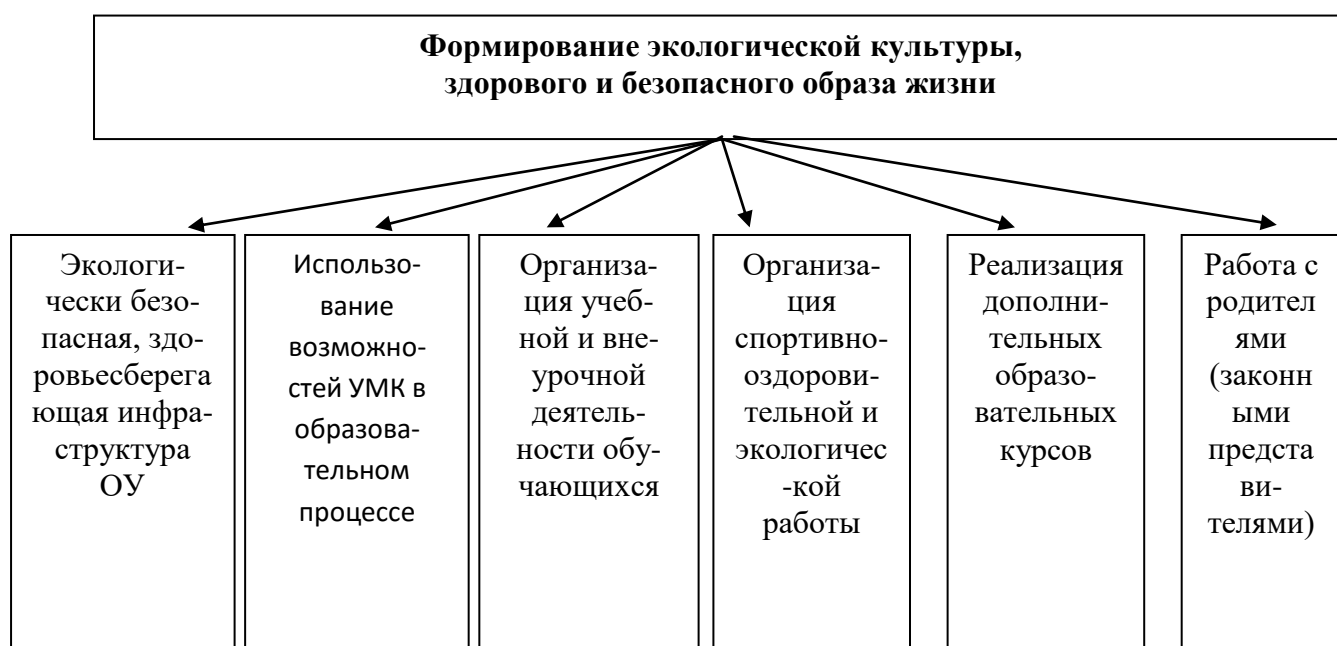 Формирование экологической культуры,
здорового и безопасного образа жизни
Экологи-
чески безо-
пасная, здо-
ровьесберега
ющая инфра-
структура
ОУ
Использо-
вание
возможно-
стей УМК в
образова-
тельном
процессе
Организа-
ция учеб-
ной и вне-
урочной
деятель-
ности обу-
чающихся
Организа-
ция
спортивно-
оздорови-
тельной и
экологичес
-кой
работы
Реализация
дополни-
тельных
образо-
вательных
курсов
Работа с
родител
ями
(законн
ыми
предста
ви-
телями)